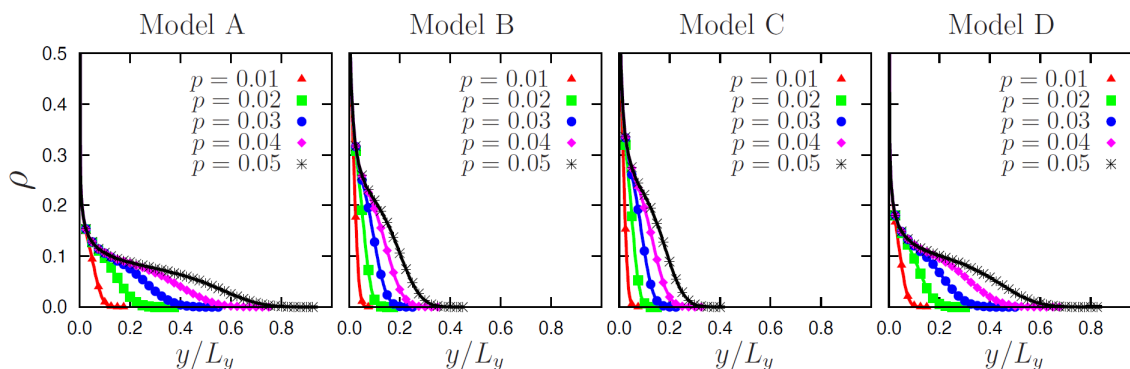 Model A
ρ
0.5
0.4
0.3
0.2
0.1
0.0
p = 0.01
p = 0.02
p = 0.03
p = 0.04
p = 0.05
0.0 0.2 0.4 0.6 0.8
y/L_y
Model B
p = 0.01
p = 0.02
p = 0.03
p = 0.04
p = 0.05
0.0 0.2 0.4 0.6 0.8
y/L_y
Model C
p = 0.01
p = 0.02
p = 0.03
p = 0.04
p = 0.05
0.0 0.2 0.4 0.6 0.8
y/L_y
Model D
p = 0.01
p = 0.02
p = 0.03
p = 0.04
p = 0.05
0.0 0.2 0.4 0.6 0.8
y/L_y